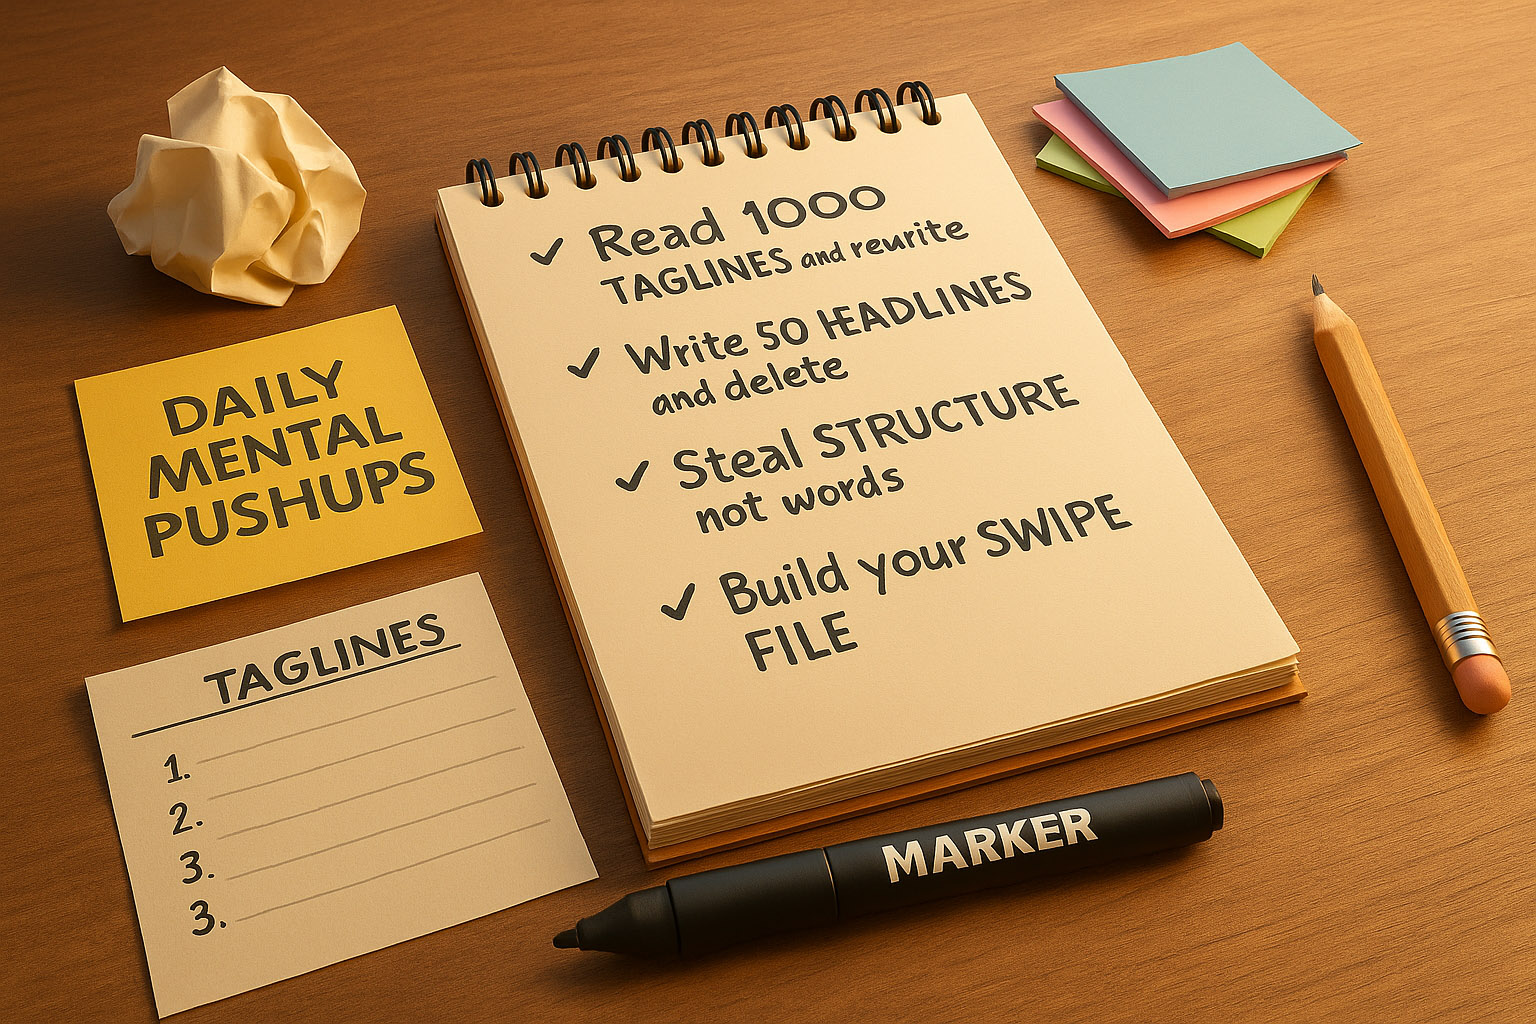 DAILY
MENTAL
PUSHUPS
TAGLINES
1.
2.
3.
3.
✓ Read 1000
TAGLINES and reurite
✓ Write 50 HEADLINES
and delete
✓ Steal STRUCTURE
not words
✓ Build your SWIPE
FILE
MARKER